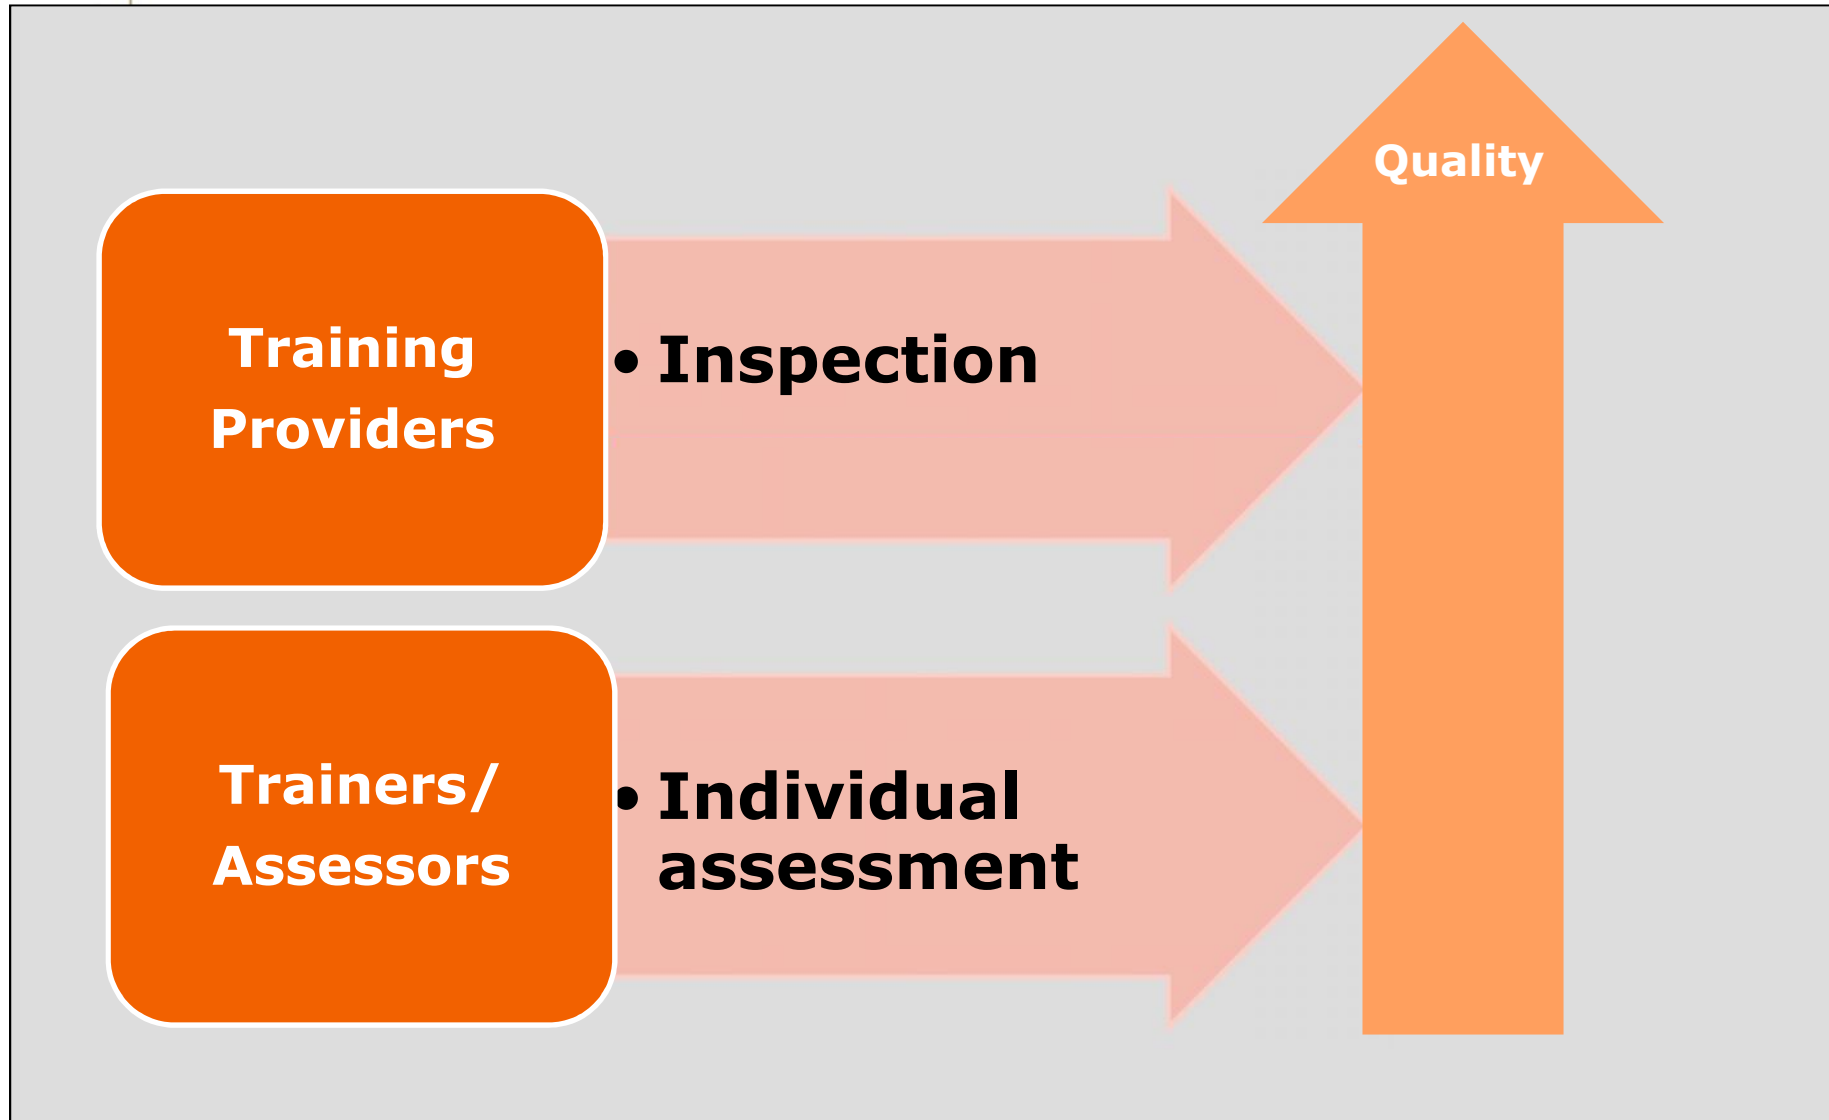 Quality
Training
Providers
• Inspection
Trainers/
Assessors
• Individual
assessment